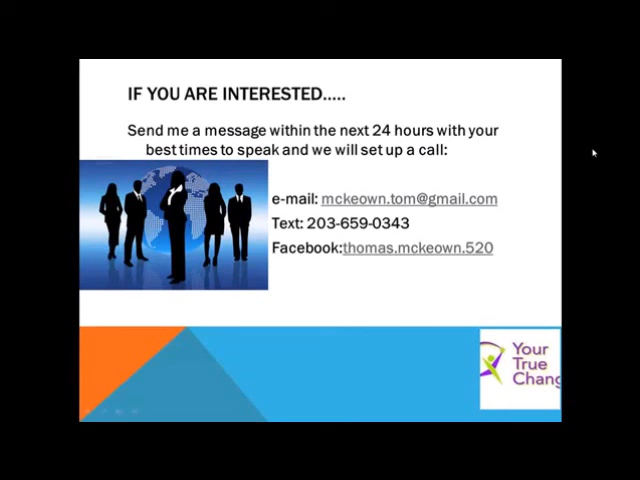 IF YOU ARE INTERESTED.....
Send me a message within the next 24 hours with your
best times to speak and we will set up a call:
e-mail: mckeown.tom@gmail.com
Text: 203-659-0343
Facebook:thomas.mckeown.520
Your
True
Chang